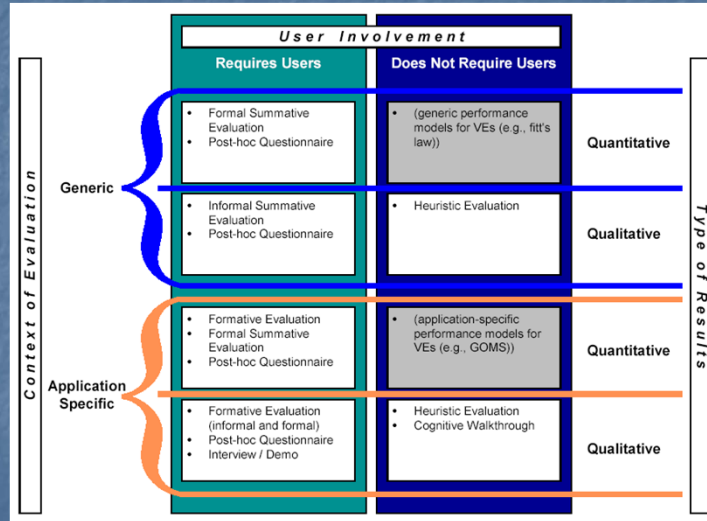 User Involvement
Requires Users
Does Not Require Users
Context of Evaluation
Type of Results
Generic
• Formal Summative
Evaluation
• Post-hoc Questionnaire
• (generic performance
models for VEs (e.g., fitt's
law))
Quantitative
• Informal Summative
Evaluation
• Post-hoc Questionnaire
• Heuristic Evaluation
Qualitative
Application
Specific
• Formative Evaluation
• Formal Summative
Evaluation
• Post-hoc Questionnaire
• (application-specific
performance models for
VEs (e.g., GOMS))
Quantitative
• Formative Evaluation
(informal and formal)
• Post-hoc Questionnaire
• Interview / Demo
• Heuristic Evaluation
• Cognitive Walkthrough
Qualitative